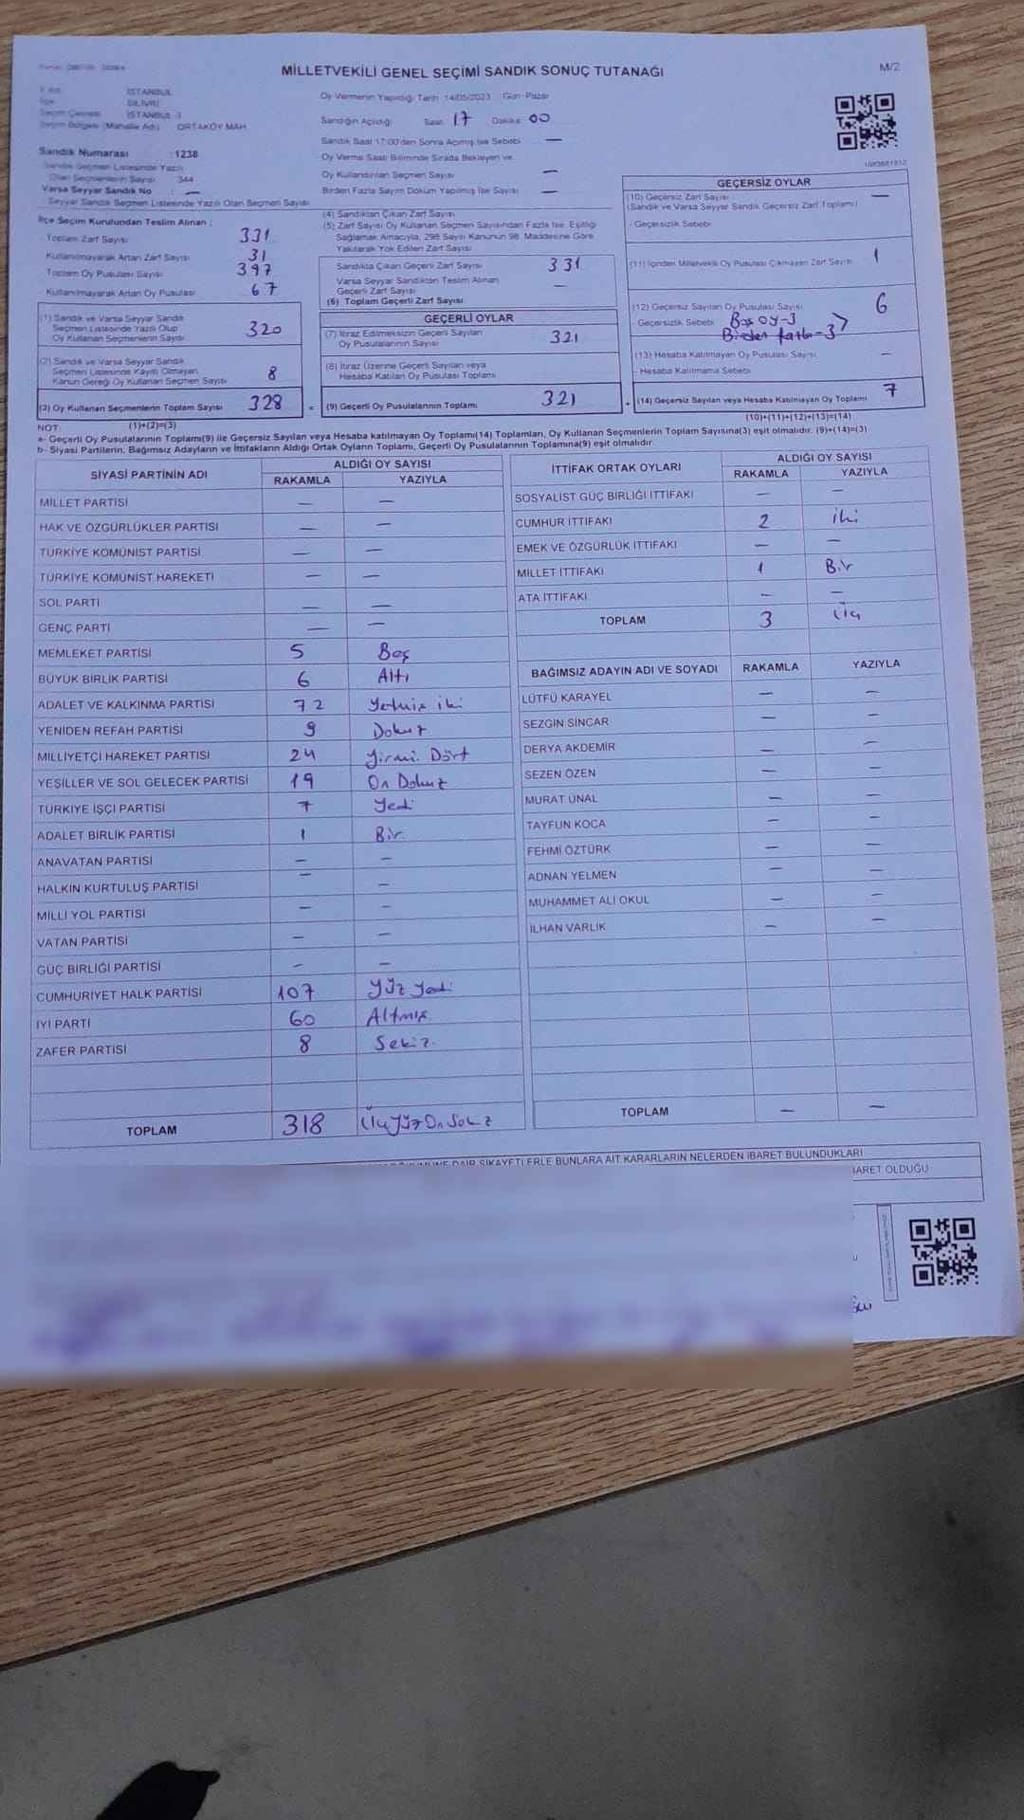 MİLLETVEKİLİ GENEL SEÇİMİ SANDIK SONUÇ TUTANAĞI
M/2
İSTANBUL
SİLİVRİ
İSTANBUL -3
ORTAKÖY MAH.
Sandık Numarası : 1238
344
Varsa Seyyar Sandık No : —
Seyyar Sandık Seçmen Listesinde Yazılı Olan Seçmen Sayısı
Oy Vermenin Yapıldığı Tarih 14/05/2023 Gün Pazar
Sandığın Açıldığı Saat 17 Dakika 00
Sandık Saat 17:00'den Sonra Açılmış İse Sebebi —
Oy Verme Saati Bitiminde Sırada Bekleyen ve
Oy Kullandırılan Seçmen Sayısı —
Birden Fazla Sayım Döküm Yapılmış İse Sayısı —
İlçe Seçim Kurulundan Teslim Alınan :
Toplam Zarf Sayısı 331
Kullanılmayarak Artan Zarf Sayısı 31
Toplam Oy Pusulası Sayısı 397
Kullanılmayarak Artan Oy Pusulası 67
(1) Sandık ve Varsa Seyyar Sandık
Seçmen Listesinde Yazılı Olup
Oy Kullanan Seçmenlerin Sayısı 320
(2) Sandık ve Varsa Seyyar Sandık
Seçmen Listesinde Kayıtlı Olmayan
Kanun Gereği Oy Kullanan Seçmen Sayısı 8
(3) Oy Kullanan Seçmenlerin Toplam Sayısı 328
(1)+(2)=(3)
(4) Sandıktan Çıkan Zarf Sayısı
(5) Zarf Sayısı Oy Kullanan Seçmen Sayısından Fazla İse, Eşitliği
Sağlamak Amacıyla, 298 Sayılı Kanunun 98. Maddesine Göre
Yakılarak Yok Edilen Zarf Sayısı
Sandıkta Çıkan Geçerli Zarf Sayısı 331
Varsa Seyyar Sandıktan Teslim Alınan
Geçerli Zarf Sayısı —
(6) Toplam Geçerli Zarf Sayısı
GEÇERLİ OYLAR
(7) İtiraz Edilmeksizin Geçerli Sayılan
Oy Pusulalarının Sayısı 321
(8) İtiraz Üzerine Geçerli Sayılan veya
Hesaba Katılan Oy Pusulası Toplamı
= (9) Geçerli Oy Pusulalarının Toplamı 321
GEÇERSİZ OYLAR
(10) Geçersiz Zarf Sayısı
(Sandık ve Varsa Seyyar Sandık Geçersiz Zarf Toplamı) —
Geçersizlik Sebebi
(11) İçinden Milletvekili Oy Pusulası Çıkmayan Zarf Sayısı 1
(12) Geçersiz Sayılan Oy Pusulası Sayısı 6
Geçersizlik Sebebi Boş oy-3
Birden fazla-3
(13) Hesaba Katılmayan Oy Pusulası Sayısı —
Hesaba Katılmama Sebebi
+ (14) Geçersiz Sayılan veya Hesaba Katılmayan Oy Toplamı 7
(10)+(11)+(12)+(13)=(14)
NOT:
a- Geçerli Oy Pusulalarının Toplamı(9) ile Geçersiz Sayılan veya Hesaba katılmayan Oy Toplamı(14) Toplamları, Oy Kullanan Seçmenlerin Toplam Sayısına(3) eşit olmalıdır. (9)+(14)=(3)
b- Siyasi Partilerin, Bağımsız Adayların ve İttifakların Aldığı Ortak Oyların Toplamı, Geçerli Oy Pusulalarının Toplamına(9) eşit olmalıdır.
SİYASİ PARTİNİN ADI
ALDIĞI OY SAYISI
RAKAMLA YAZIYLA
MİLLET PARTİSİ — —
HAK VE ÖZGÜRLÜKLER PARTİSİ — —
TÜRKİYE KOMÜNİST PARTİSİ — —
TÜRKİYE KOMÜNİST HAREKETİ — —
SOL PARTİ — —
GENÇ PARTİ — —
MEMLEKET PARTİSİ 5 Beş
BÜYÜK BİRLİK PARTİSİ 6 Altı
ADALET VE KALKINMA PARTİSİ 72 Yetmiş iki
YENİDEN REFAH PARTİSİ 9 Dokuz
MİLLİYETÇİ HAREKET PARTİSİ 24 Yirmi Dört
YEŞİLLER VE SOL GELECEK PARTİSİ 19 On Dokuz
TÜRKİYE İŞÇİ PARTİSİ 7 Yedi
ADALET BİRLİK PARTİSİ 1 Bir
ANAVATAN PARTİSİ — —
HALKIN KURTULUŞ PARTİSİ — —
MİLLİ YOL PARTİSİ — —
VATAN PARTİSİ — —
GÜÇ BİRLİĞİ PARTİSİ — —
CUMHURİYET HALK PARTİSİ 107 Yüz Yedi
İYİ PARTİ 60 Altmış
ZAFER PARTİSİ 8 Sekiz
TOPLAM 318 Üç Yüz On Sekiz
İTTİFAK ORTAK OYLARI
ALDIĞI OY SAYISI
RAKAMLA YAZIYLA
SOSYALİST GÜÇ BİRLİĞİ İTTİFAKI — —
CUMHUR İTTİFAKI 2 iki
EMEK VE ÖZGÜRLÜK İTTİFAKI — —
MİLLET İTTİFAKI 1 Bir
ATA İTTİFAKI — —
TOPLAM 3 Üç
BAĞIMSIZ ADAYIN ADI VE SOYADI RAKAMLA YAZIYLA
LÜTFÜ KARAYEL — —
SEZGİN SİNCAR — —
DERYA AKDEMİR — —
SEZEN ÖZEN — —
MURAT ÜNAL — —
TAYFUN KOCA — —
FEHMİ ÖZTÜRK — —
ADNAN YELMEN — —
MUHAMMET ALİ OKUL — —
İLHAN VARLIK — —
TOPLAM — —
DAİR ŞİKAYETLERLE BUNLARA AİT KARARLARIN NELERDEN İBARET BULUNDUKLARI
İBARET OLDUĞU